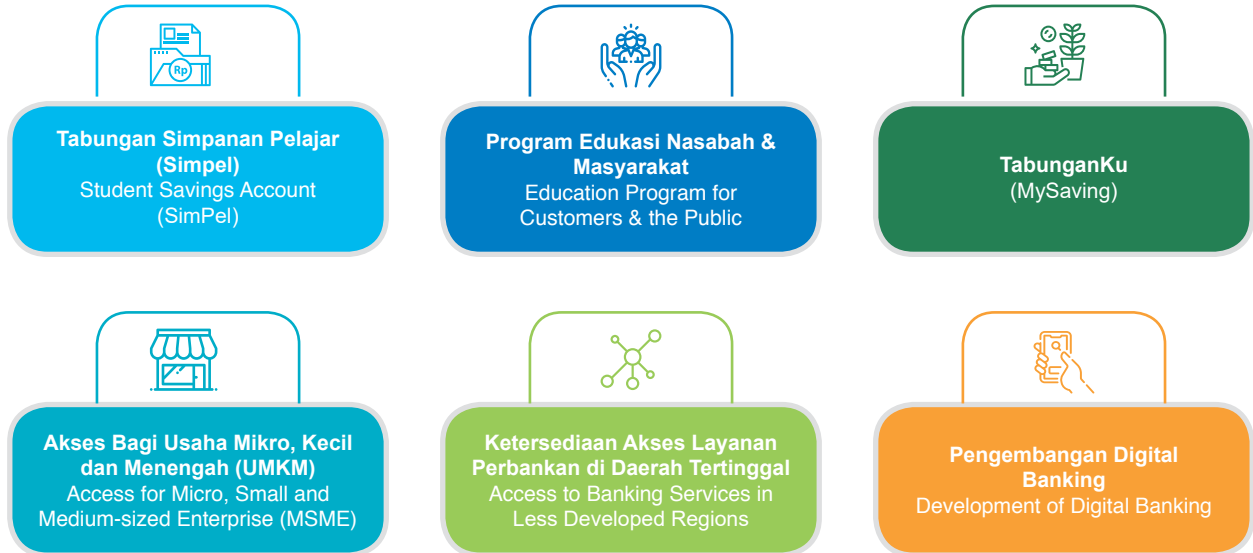 Rp
Tabungan Simpanan Pelajar
(Simpel)
Student Savings Account
(SimPel)
Program Edukasi Nasabah &
Masyarakat
Education Program for
Customers & the Public
TabunganKu
(MySaving)
Akses Bagi Usaha Mikro, Kecil
dan Menengah (UMKM)
Access for Micro, Small and
Medium-sized Enterprise (MSME)
Ketersediaan Akses Layanan
Perbankan di Daerah Tertinggal
Access to Banking Services in
Less Developed Regions
Pengembangan Digital
Banking
Development of Digital Banking